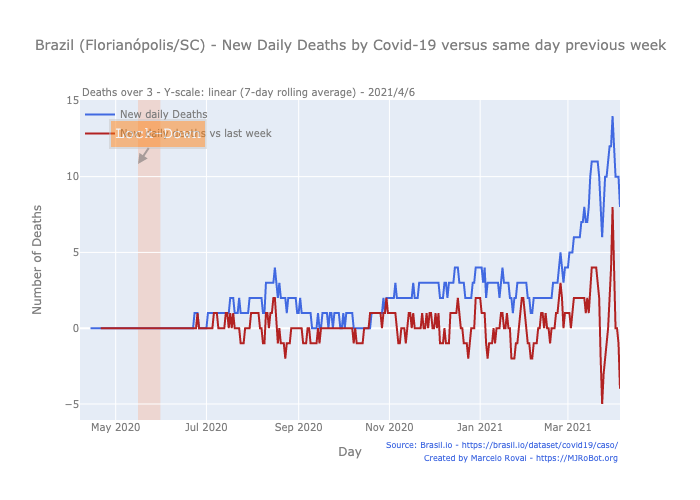 Brazil (Florianópolis/SC) - New Daily Deaths by Covid-19 versus same day previous week
Deaths over 3 - Y-scale: linear (7-day rolling average) - 2021/4/6
15
New daily Deaths
Lock Down
daily deaths vs last week
10
5
0
−5
Number of Deaths
May 2020
Jul 2020
Sep 2020
Nov 2020
Jan 2021
Mar 2021
Day
Source: Brasil.io - https://brasil.io/dataset/covid19/caso/
Created by Marcelo Rovai - https://MJRoBot.org